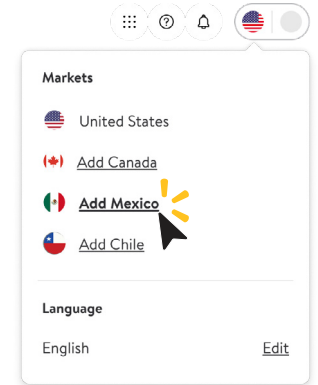 Markets
United States
Add Canada
Add Mexico
Add Chile
Language
English Edit